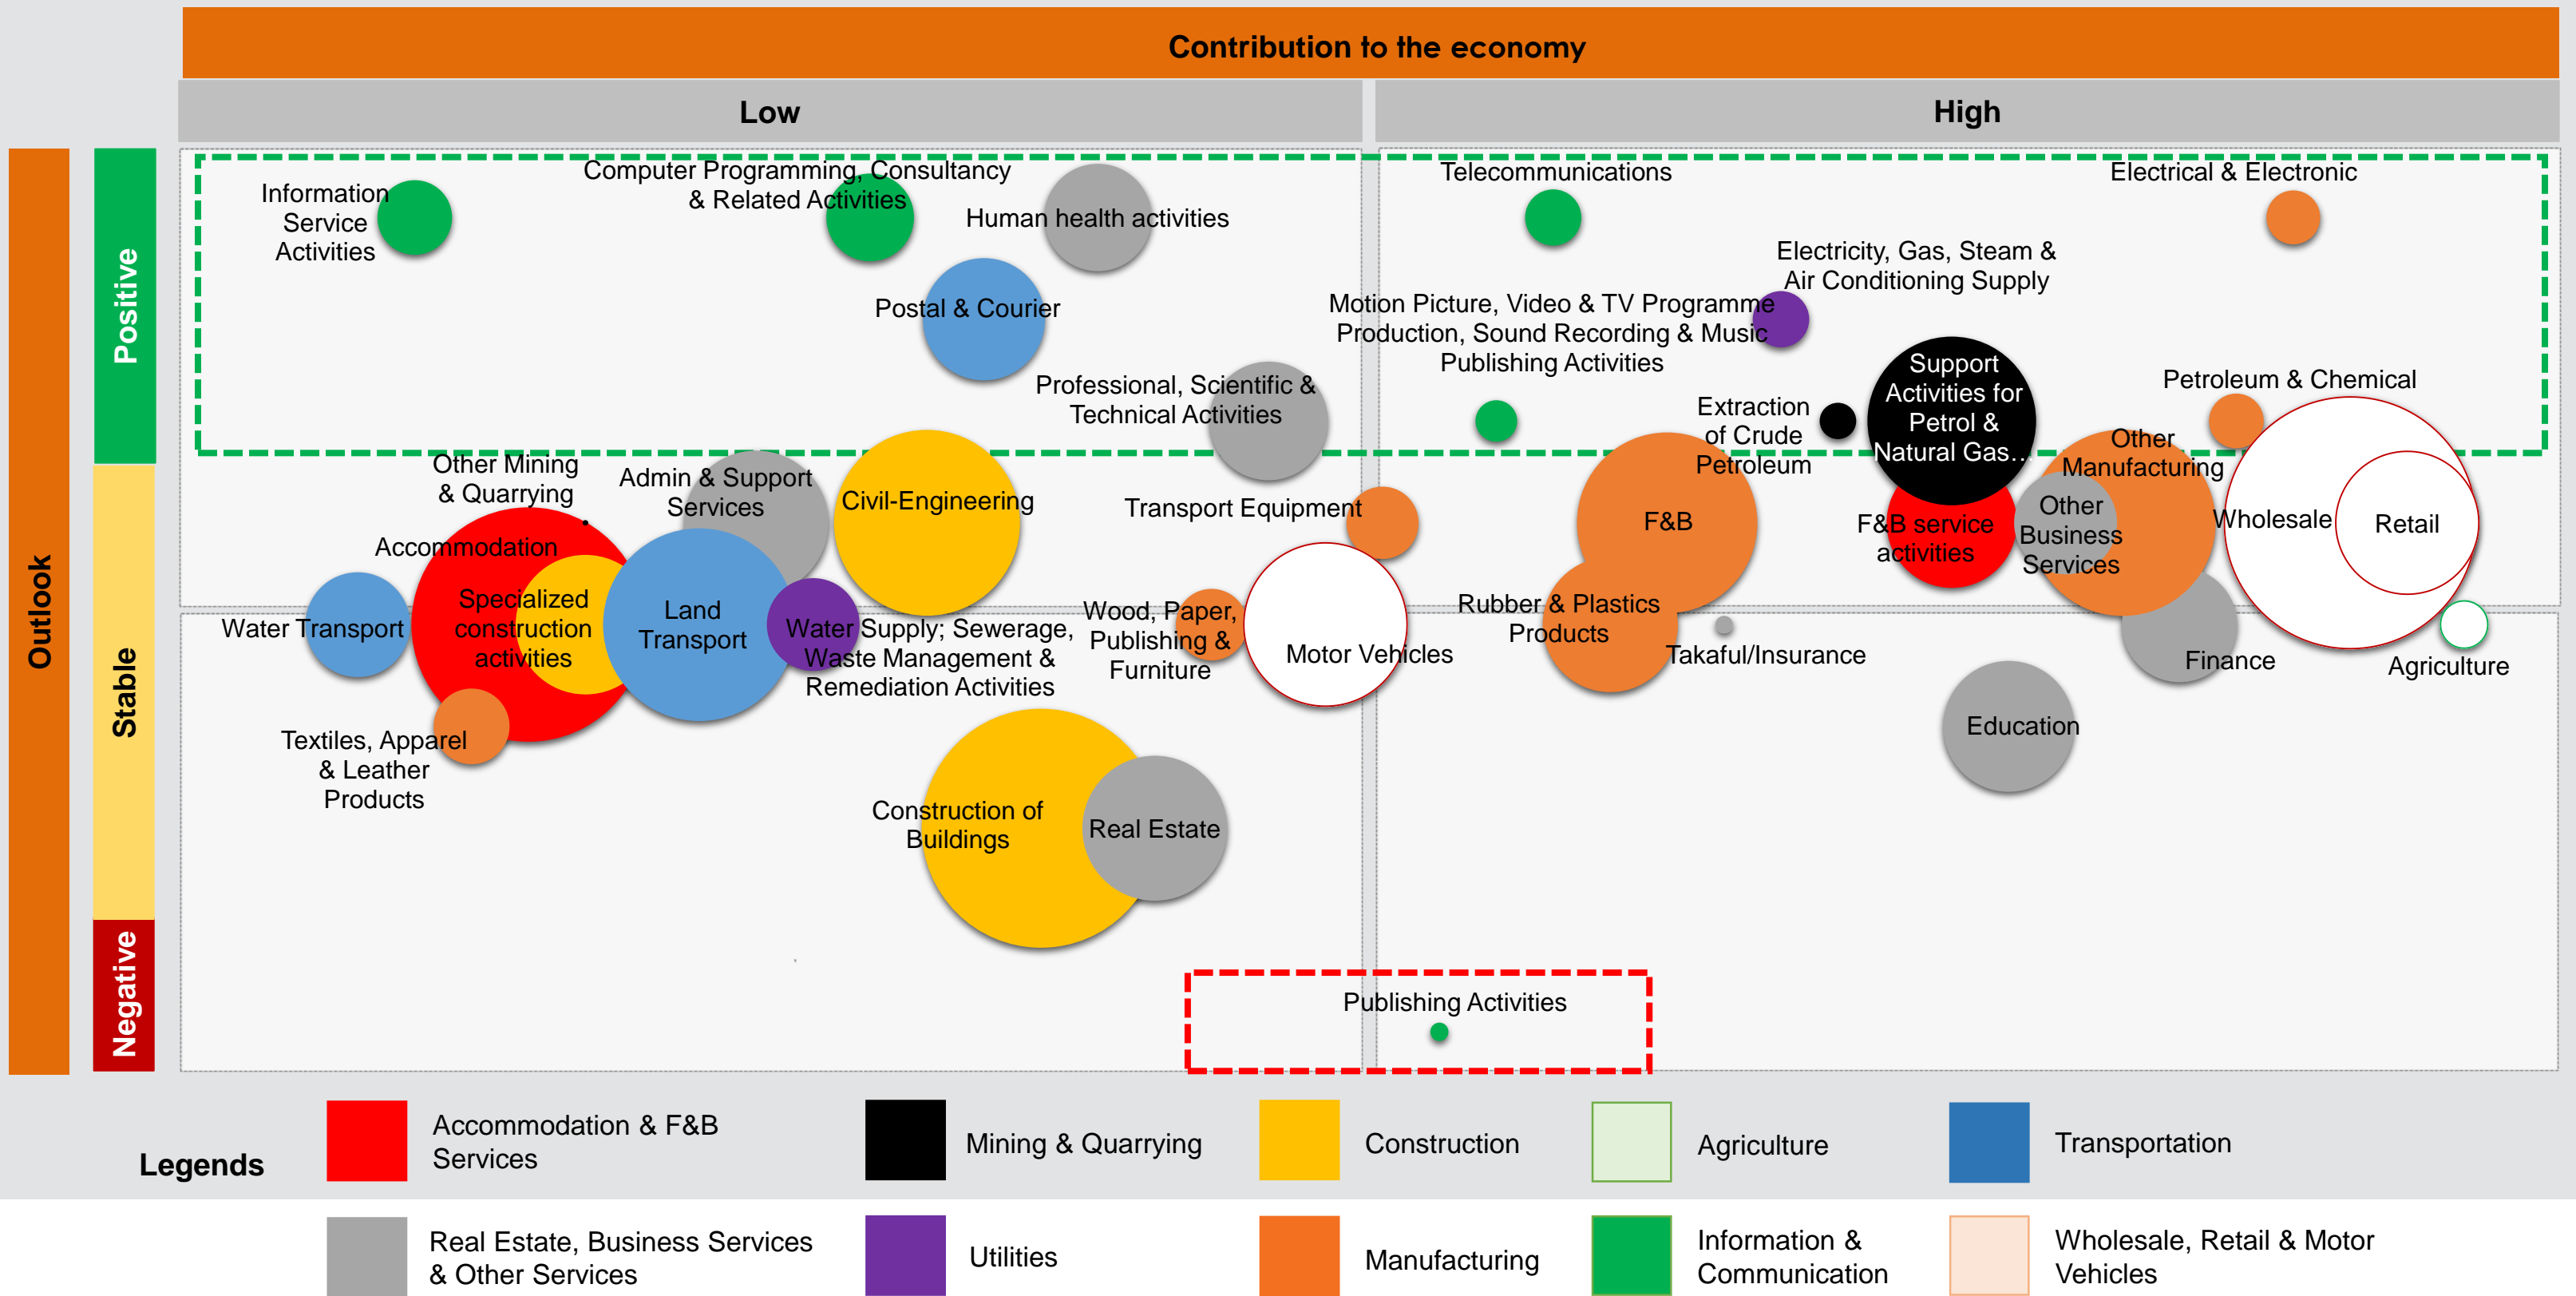 Contribution to the economy
Low
High
Outlook
Positive
Stable
Negative
Information
Service
Activities
Computer Programming, Consultancy
& Related Activities
Human health activities
Postal & Courier
Professional, Scientific &
Technical Activities
Telecommunications
Electrical & Electronic
Electricity, Gas, Steam &
Air Conditioning Supply
Motion Picture, Video & TV Programme
Production, Sound Recording & Music
Publishing Activities
Extraction
of Crude
Petroleum
Support
Activities for
Petrol &
Natural Gas…
Petroleum & Chemical
Other
Manufacturing
Other Mining
& Quarrying
Admin & Support
Services
Civil-Engineering
Transport Equipment
F&B
F&B service
activities
Other
Business
Services
Wholesale
Retail
Accommodation
Water Transport
Specialized
construction
activities
Land
Transport
Water Supply; Sewerage,
Waste Management &
Remediation Activities
Wood, Paper,
Publishing &
Furniture
Motor Vehicles
Rubber & Plastics
Products
Takaful/Insurance
Finance
Agriculture
Textiles, Apparel
& Leather
Products
Education
Construction of
Buildings
Real Estate
Publishing Activities
Legends
Accommodation & F&B
Services
Mining & Quarrying
Construction
Agriculture
Transportation
Real Estate, Business Services
& Other Services
Utilities
Manufacturing
Information &
Communication
Wholesale, Retail & Motor
Vehicles